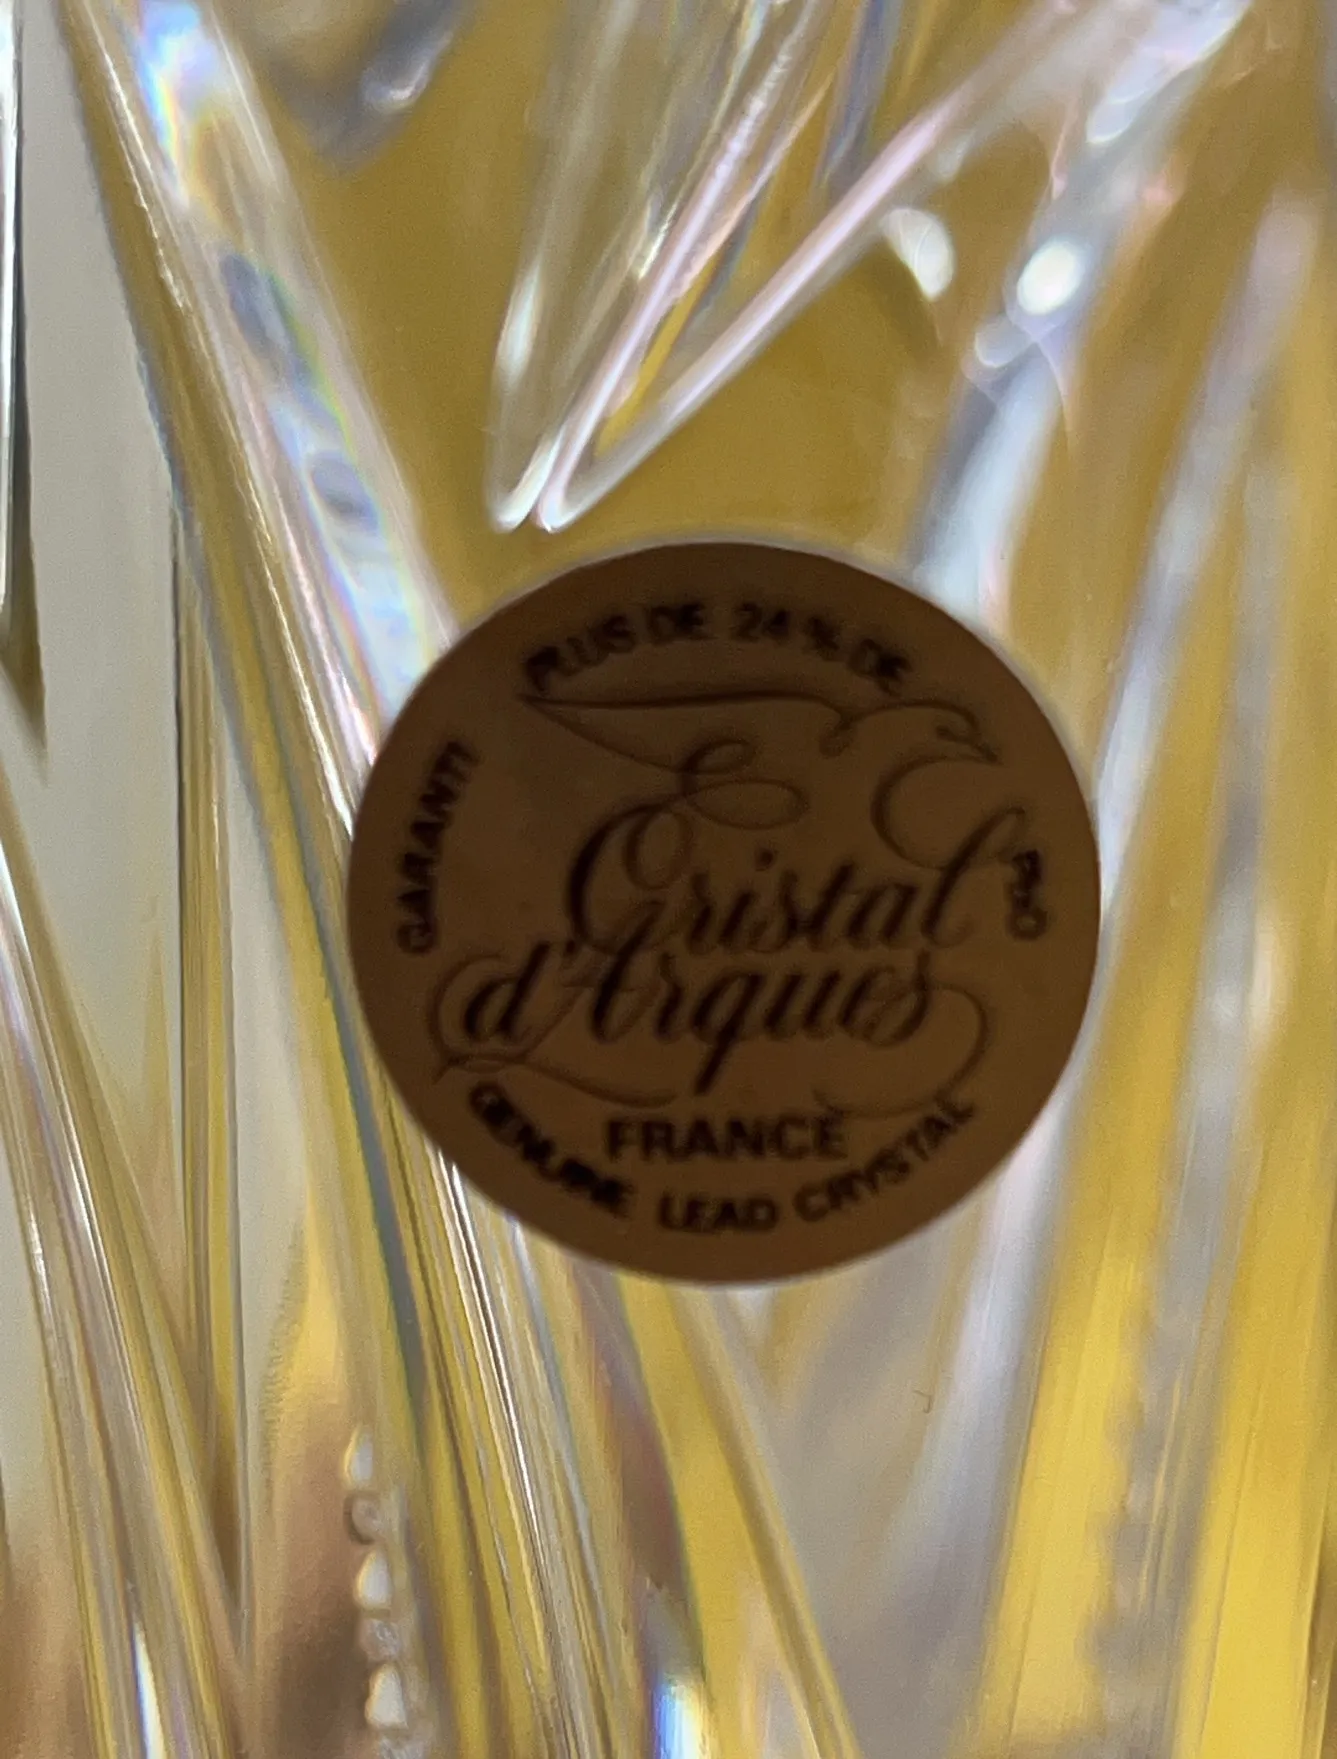 GARANTI PLUS DE 24% DE PbO
Cristal
d'Arques
FRANCE
GENUINE LEAD CRYSTAL